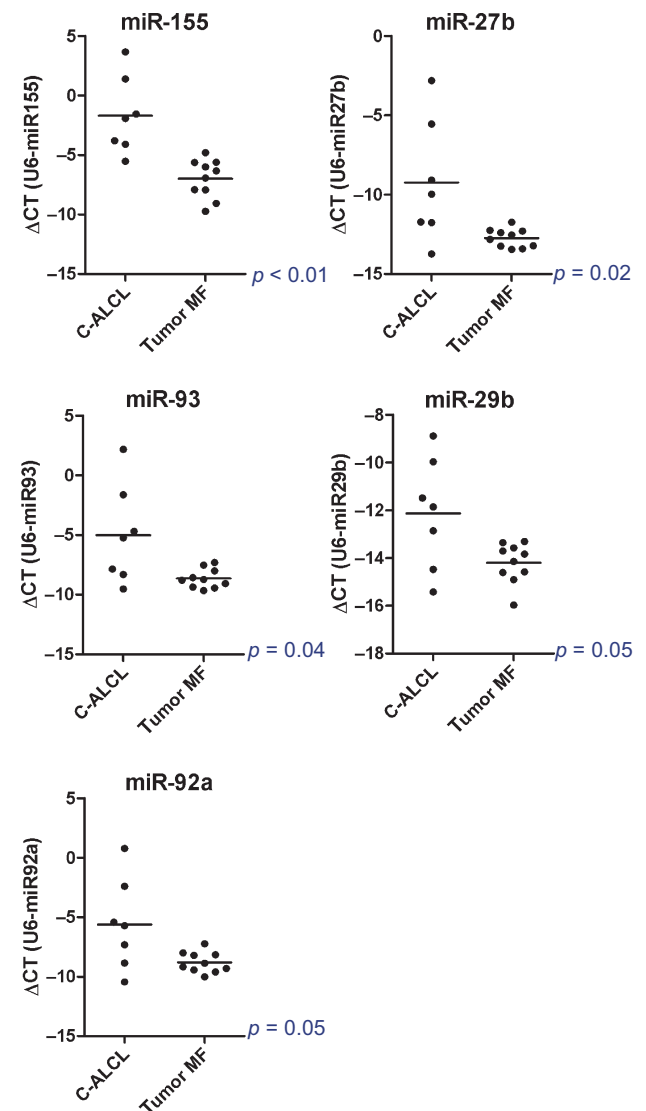 miR-155
ΔCT (U6-miR155)
5
0
–5
–10
–15
C-ALCL
Tumor MF
p < 0.01
miR-27b
ΔCT (U6-miR27b)
0
–5
–10
–15
C-ALCL
Tumor MF
p = 0.02
miR-93
ΔCT (U6-miR93)
5
0
–5
–10
–15
C-ALCL
Tumor MF
p = 0.04
miR-29b
ΔCT (U6-miR29b)
–8
–10
–12
–14
–16
–18
C-ALCL
Tumor MF
p = 0.05
miR-92a
ΔCT (U6-miR92a)
5
0
–5
–10
–15
C-ALCL
Tumor MF
p = 0.05